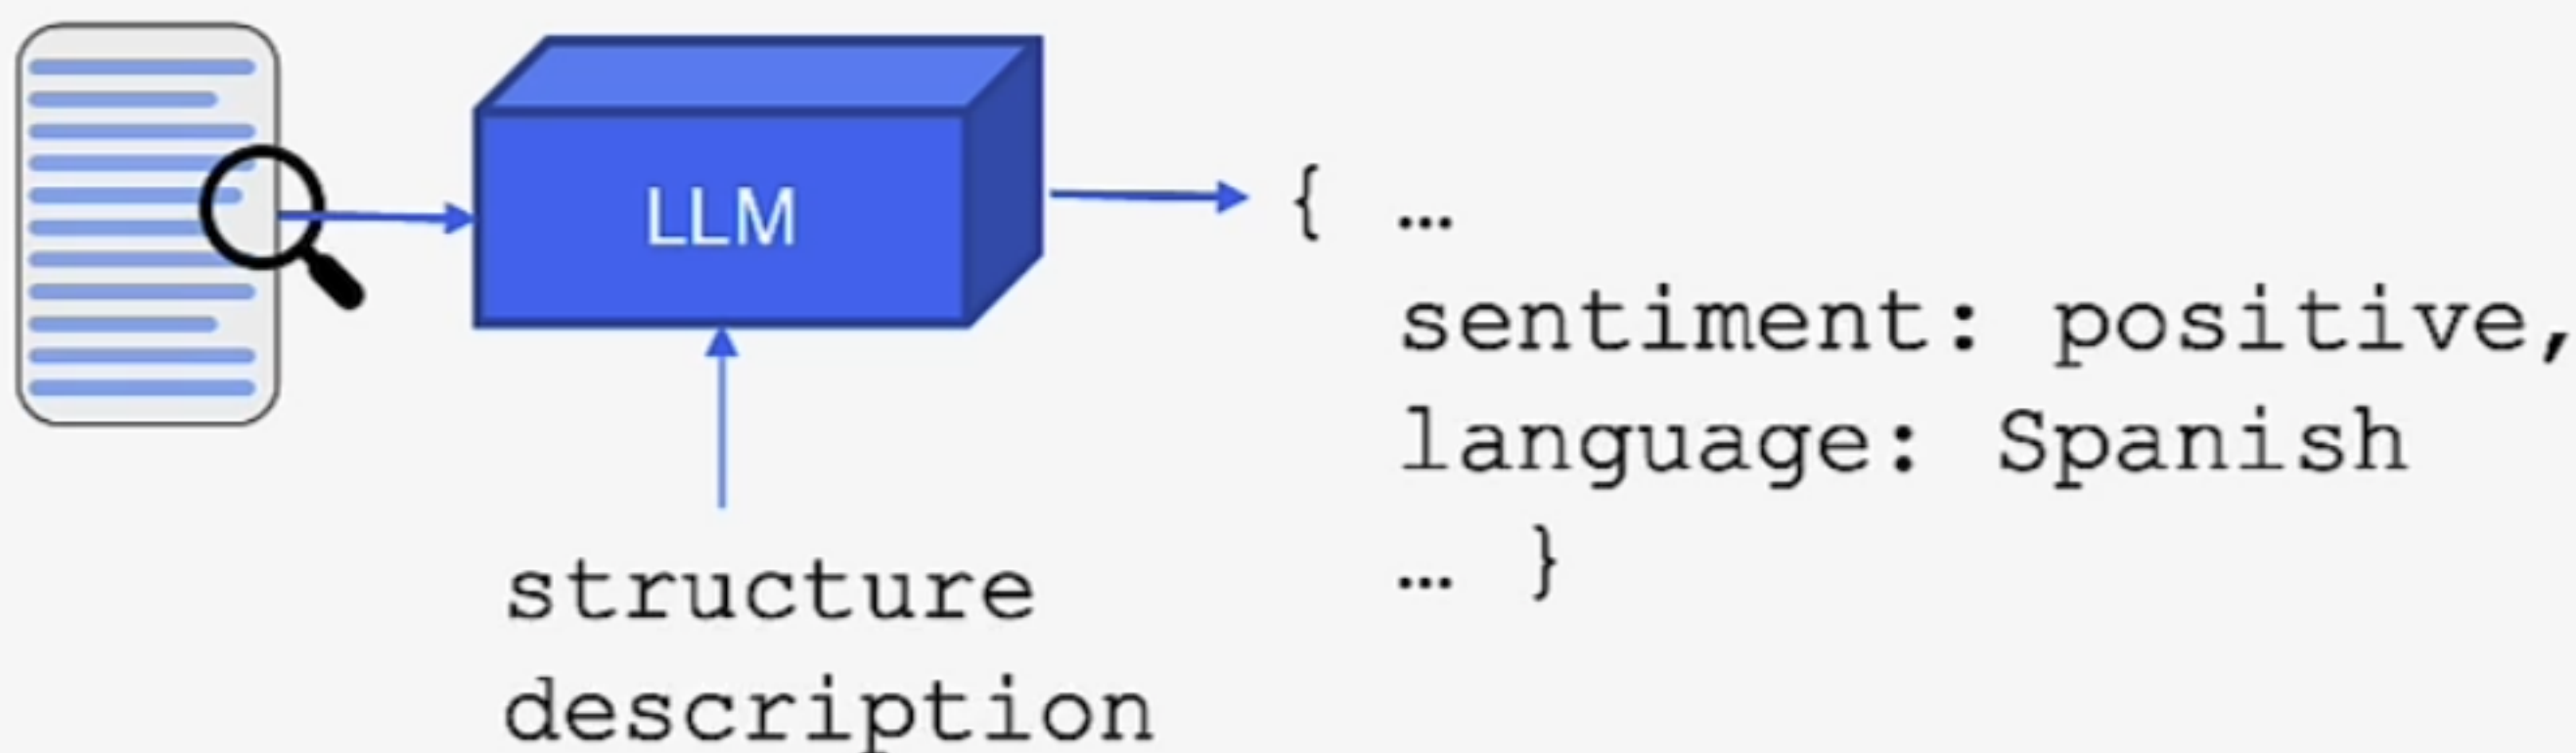 LLM
{ …
sentiment: positive,
language: Spanish
… }
structure
description